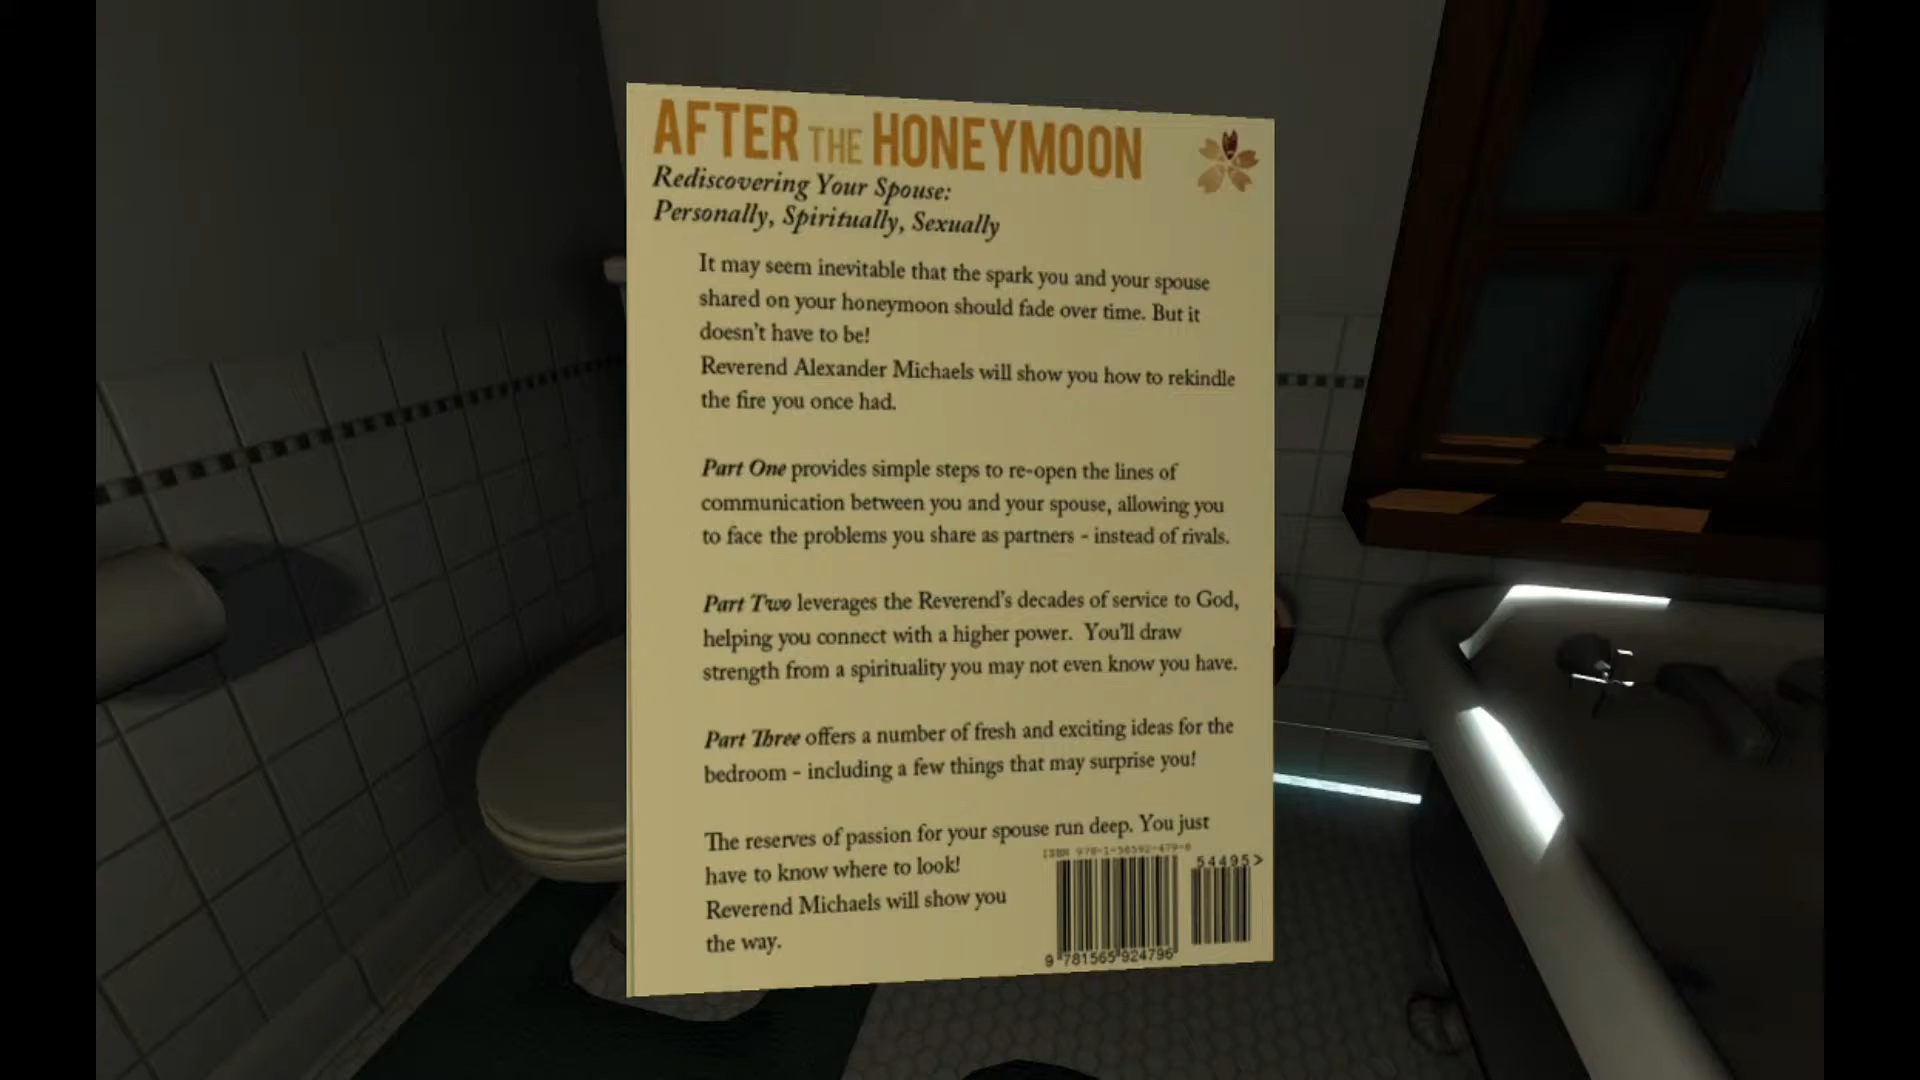 AFTER THE HONEYMOON
Rediscovering Your Spouse:
Personally, Spiritually, Sexually
It may seem inevitable that the spark you and your spouse
shared on your honeymoon should fade over time. But it
doesn't have to be!
Reverend Alexander Michaels will show you how to rekindle
the fire you once had.
Part One provides simple steps to re-open the lines of
communication between you and your spouse, allowing you
to face the problems you share as partners - instead of rivals.
Part Two leverages the Reverend's decades of service to God,
helping you connect with a higher power. You'll draw
strength from a spirituality you may not even know you have.
Part Three offers a number of fresh and exciting ideas for the
bedroom - including a few things that may surprise you!
The reserves of passion for your spouse run deep. You just
have to know where to look!
Reverend Michaels will show you
the way.
ISBN 978-1-56592-479-6
54495>
9 781565 924796